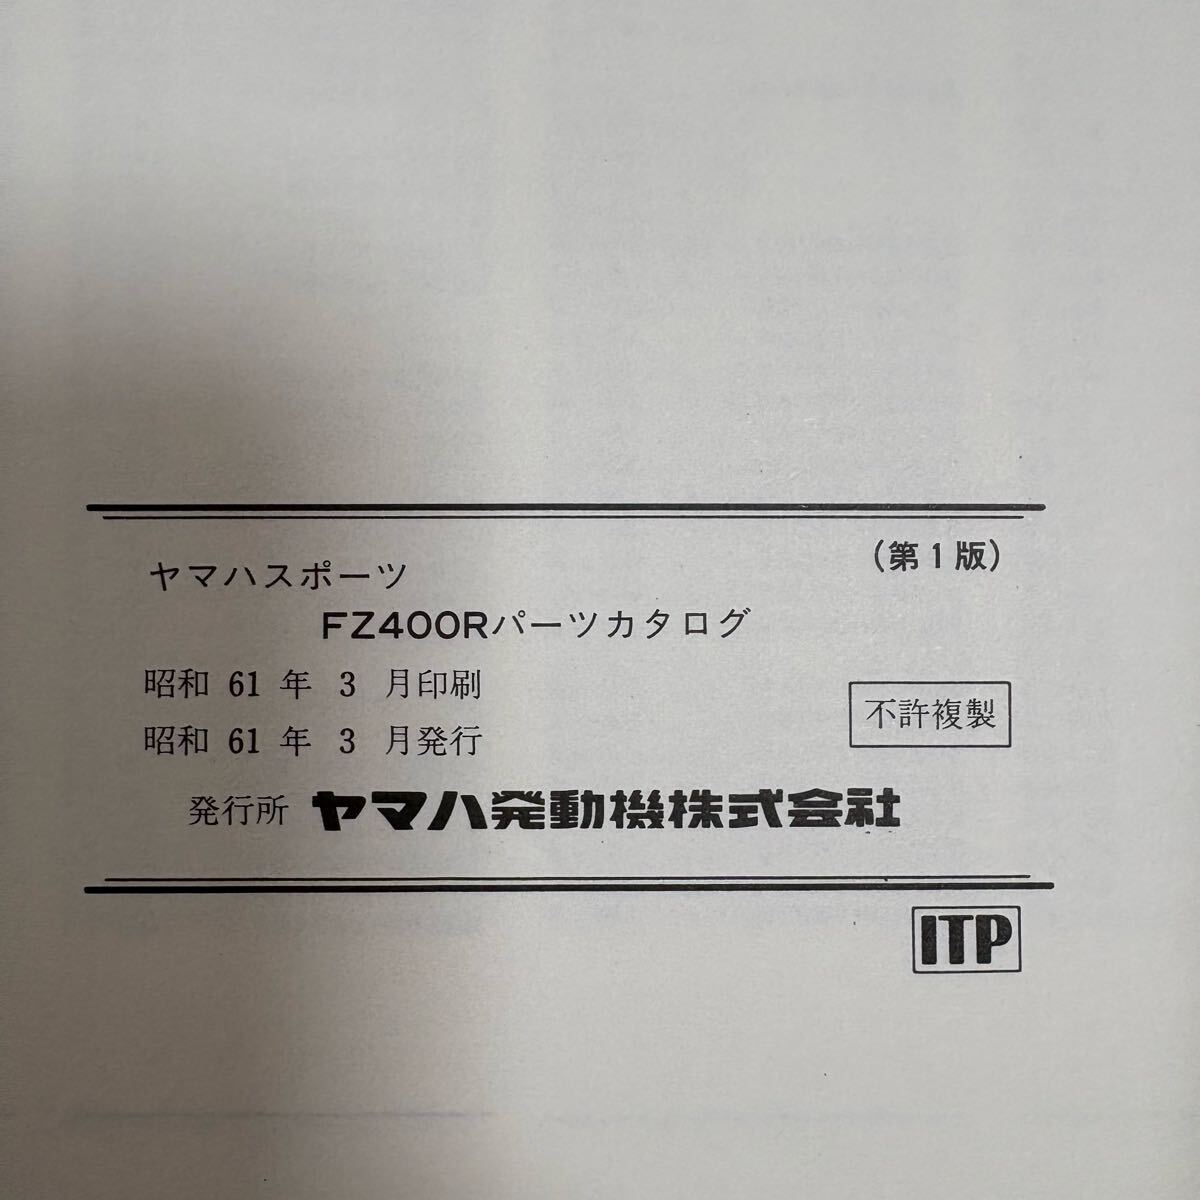 (第1版)
ヤマハスポーツ
FZ400Rパーツカタログ
昭和 61 年 3 月印刷
昭和 61 年 3 月発行
不許複製
発行所 ヤマハ発動機株式会社
ITP